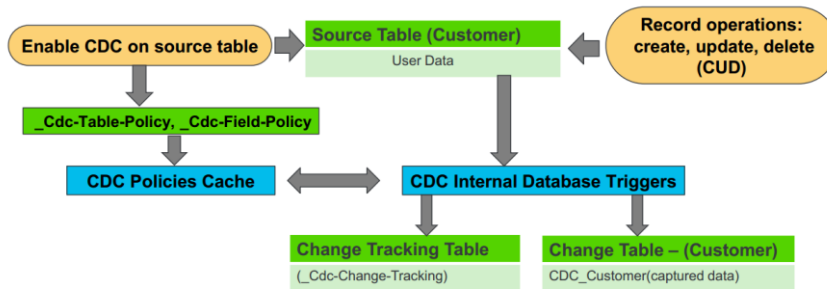 Enable CDC on source table
Source Table (Customer)
User Data
Record operations:
create, update, delete
(CUD)
_Cdc-Table-Policy, _Cdc-Field-Policy
CDC Policies Cache
CDC Internal Database Triggers
Change Tracking Table
(_Cdc-Change-Tracking)
Change Table – (Customer)
CDC_Customer(captured data)